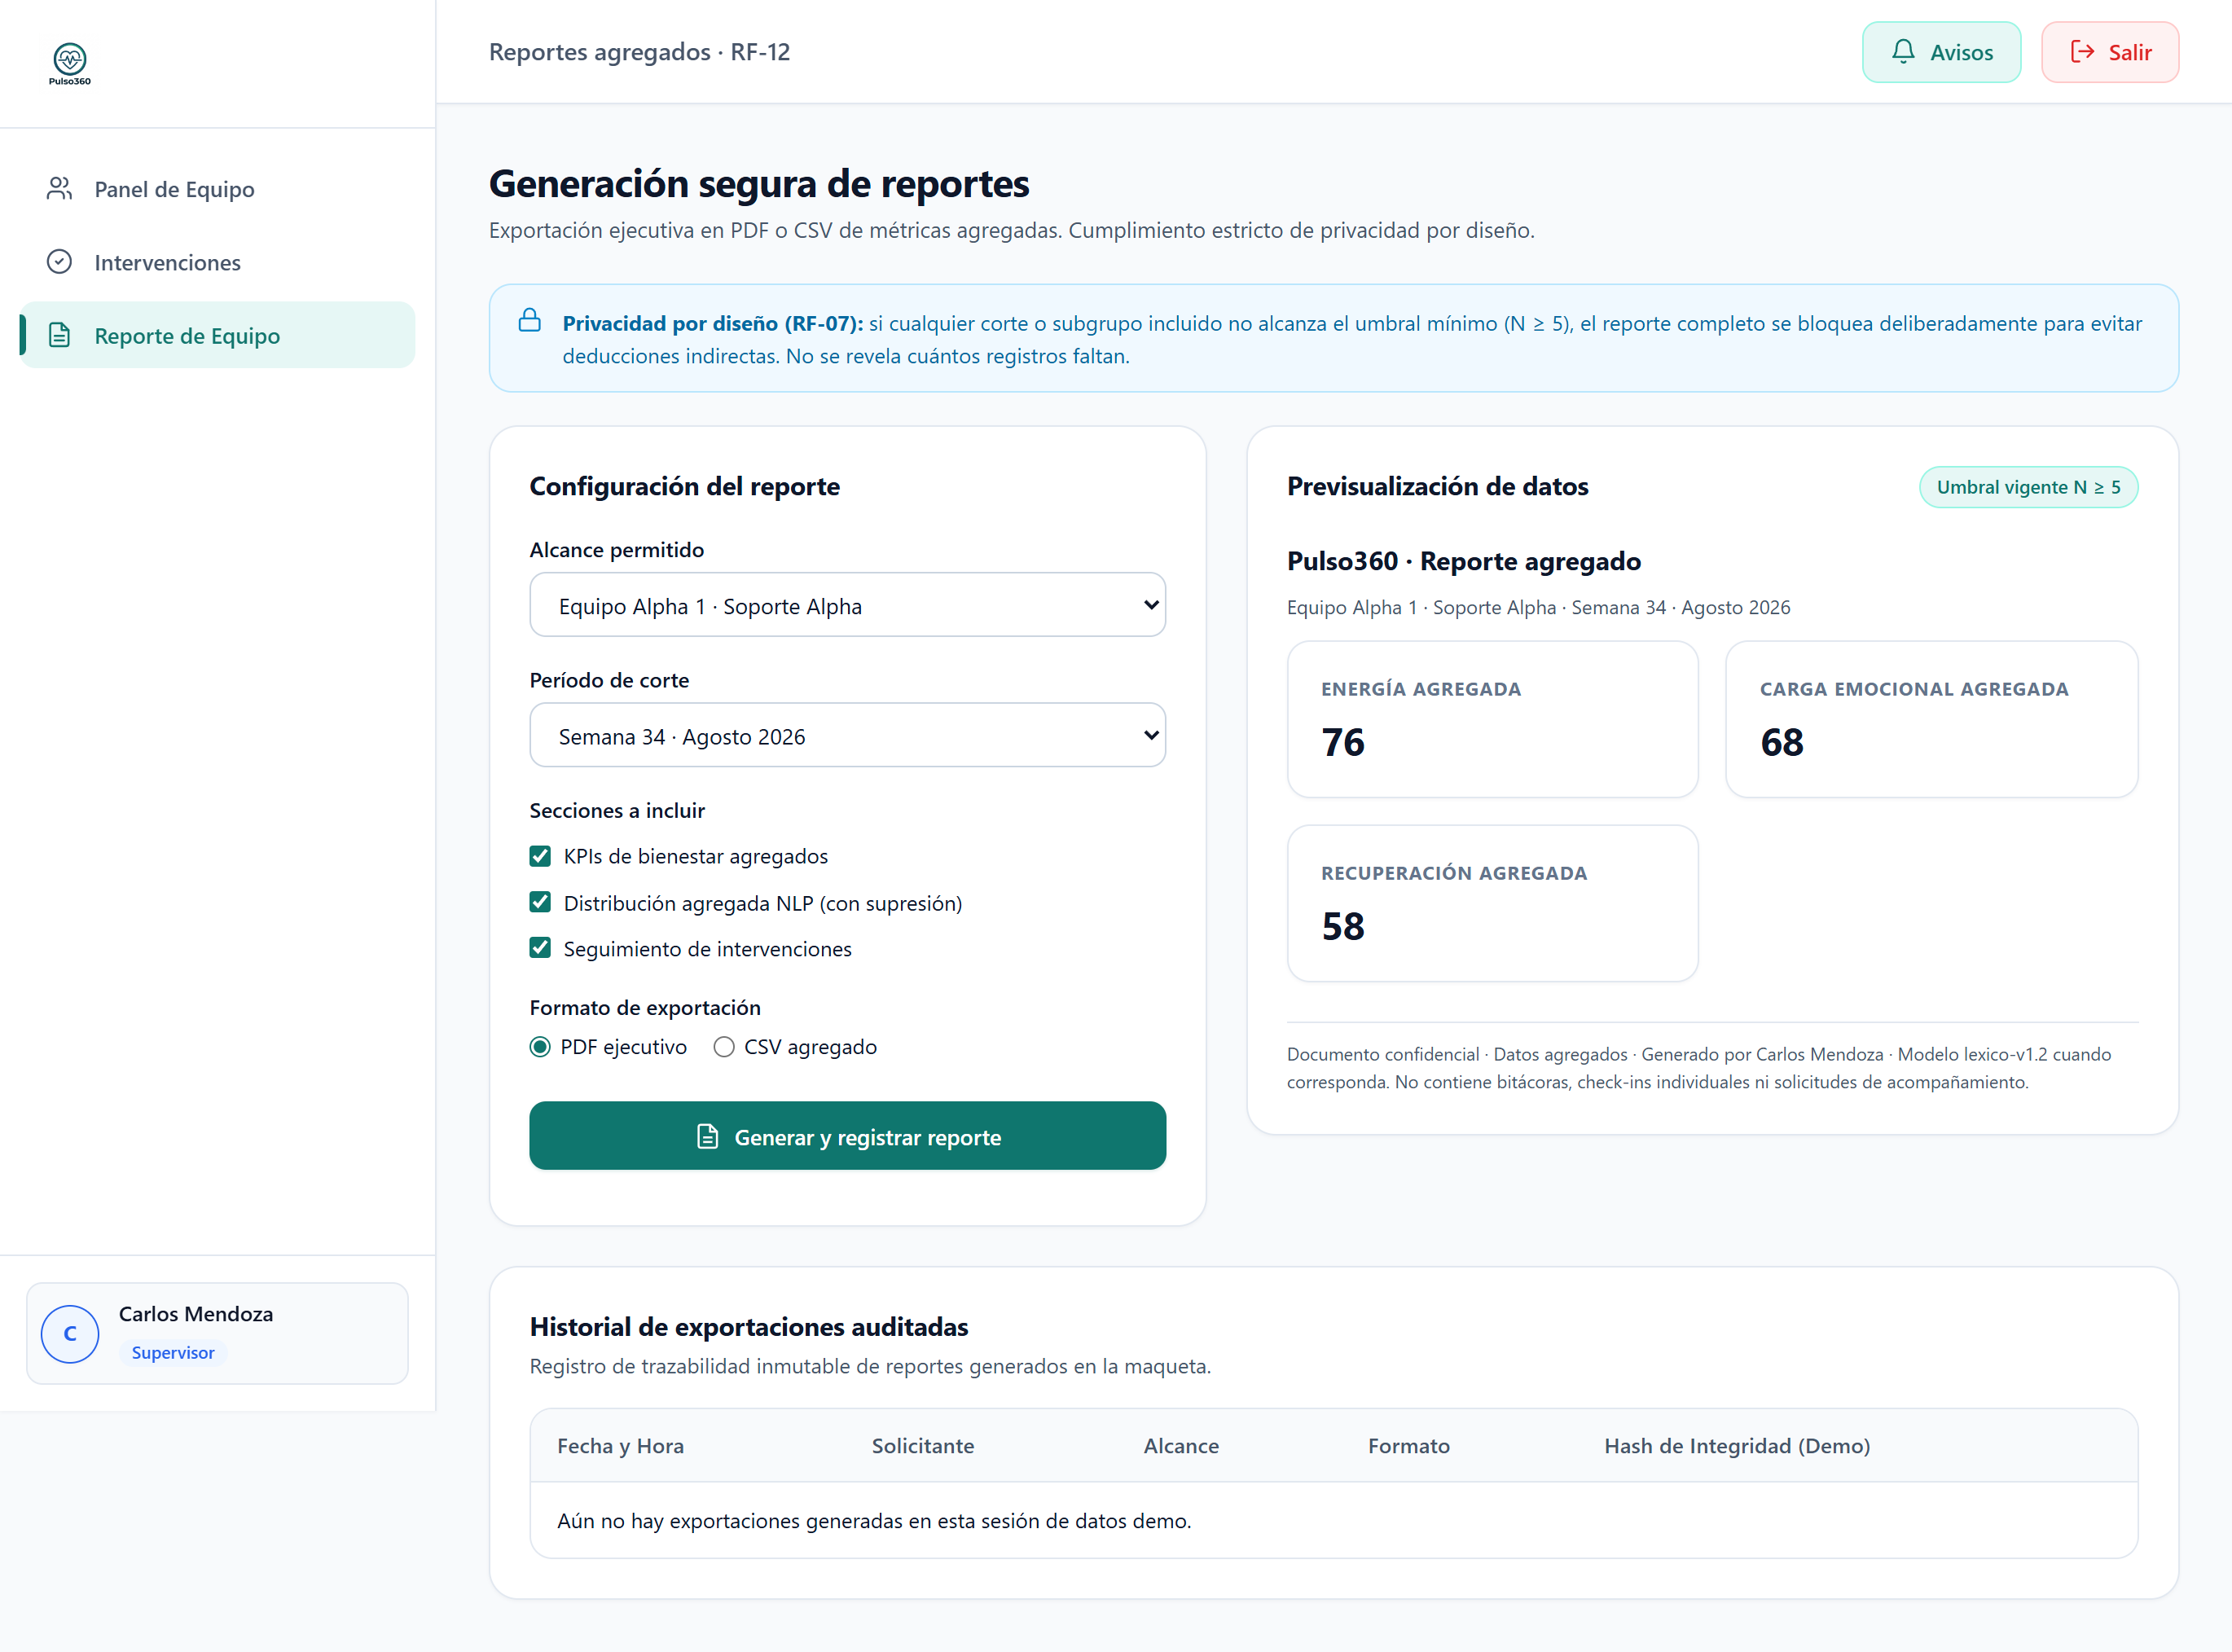 Pulso360
Reportes agregados · RF-12
Avisos
Salir
Panel de Equipo
Intervenciones
Reporte de Equipo
Generación segura de reportes
Exportación ejecutiva en PDF o CSV de métricas agregadas. Cumplimiento estricto de privacidad por diseño.
Privacidad por diseño (RF-07): si cualquier corte o subgrupo incluido no alcanza el umbral mínimo (N ≥ 5), el reporte completo se bloquea deliberadamente para evitar
deducciones indirectas. No se revela cuántos registros faltan.
Configuración del reporte
Alcance permitido
Equipo Alpha 1 · Soporte Alpha
Período de corte
Semana 34 · Agosto 2026
Secciones a incluir
KPIs de bienestar agregados
Distribución agregada NLP (con supresión)
Seguimiento de intervenciones
Formato de exportación
PDF ejecutivo
CSV agregado
Generar y registrar reporte
Previsualización de datos
Umbral vigente N ≥ 5
Pulso360 · Reporte agregado
Equipo Alpha 1 · Soporte Alpha · Semana 34 · Agosto 2026
ENERGÍA AGREGADA
76
CARGA EMOCIONAL AGREGADA
68
RECUPERACIÓN AGREGADA
58
Documento confidencial · Datos agregados · Generado por Carlos Mendoza · Modelo lexico-v1.2 cuando
corresponda. No contiene bitácoras, check-ins individuales ni solicitudes de acompañamiento.
C
Carlos Mendoza
Supervisor
Historial de exportaciones auditadas
Registro de trazabilidad inmutable de reportes generados en la maqueta.
Fecha y Hora
Solicitante
Alcance
Formato
Hash de Integridad (Demo)
Aún no hay exportaciones generadas en esta sesión de datos demo.